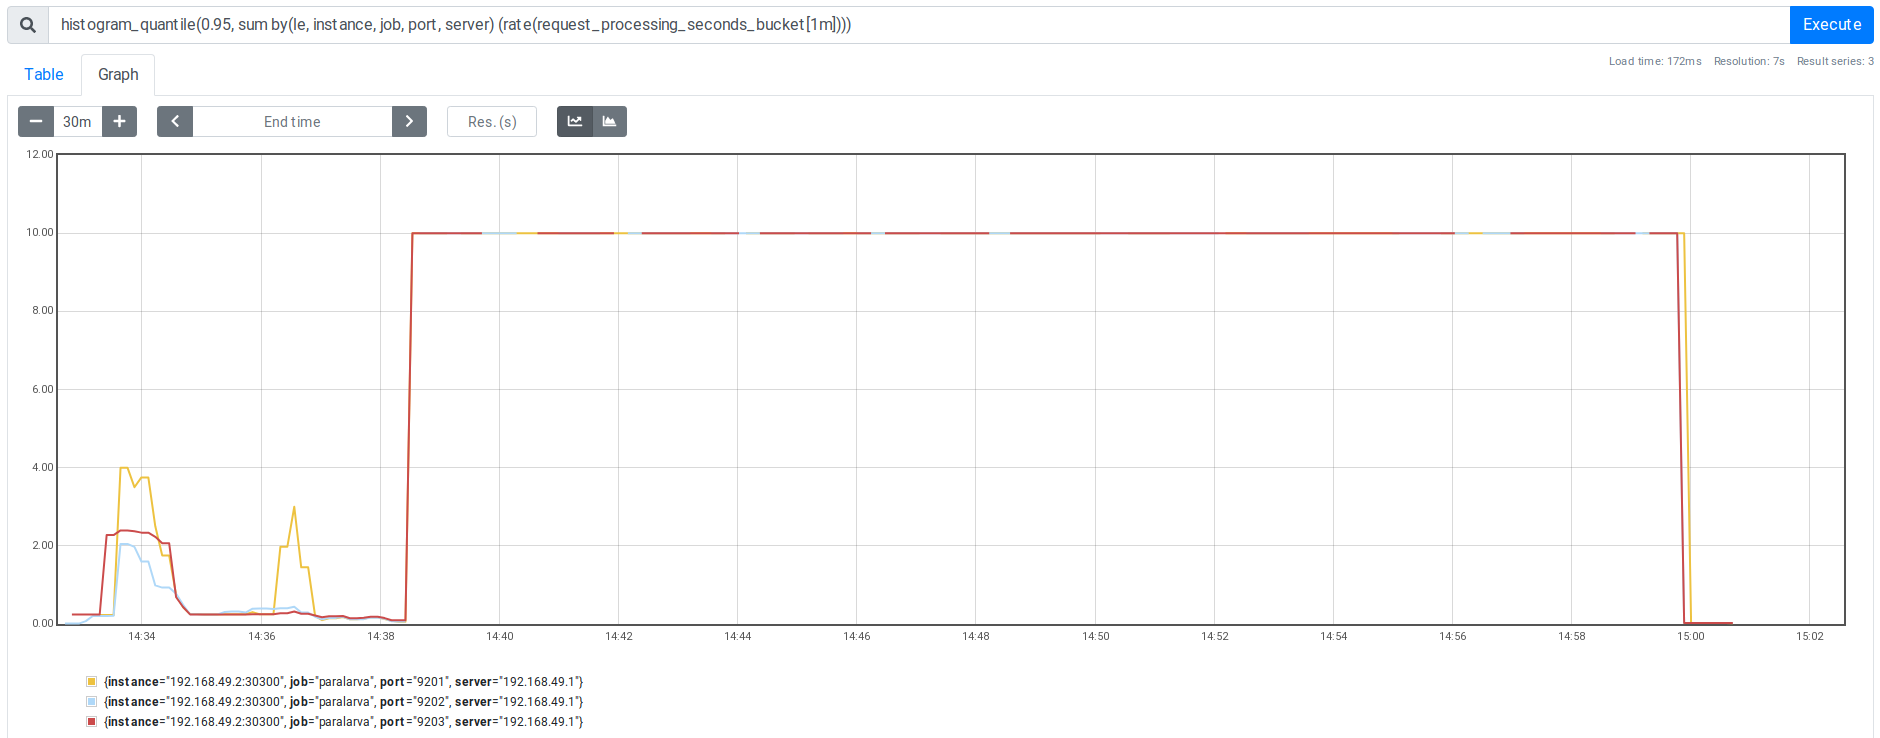 histogram_quantile(0.95, sum by(le, instance, job, port, server) (rate(request_processing_seconds_bucket[1m])))
Execute
Table
Graph
Load time: 172ms Resolution: 7s Result series: 3
30m
End time
Res. (s)
12.00
10.00
8.00
6.00
4.00
2.00
0.00
14:34 14:36 14:38 14:40 14:42 14:44 14:46 14:48 14:50 14:52 14:54 14:56 14:58 15:00 15:02
{instance="192.168.49.2:30300", job="paralarva", port="9201", server="192.168.49.1"}
{instance="192.168.49.2:30300", job="paralarva", port="9202", server="192.168.49.1"}
{instance="192.168.49.2:30300", job="paralarva", port="9203", server="192.168.49.1"}